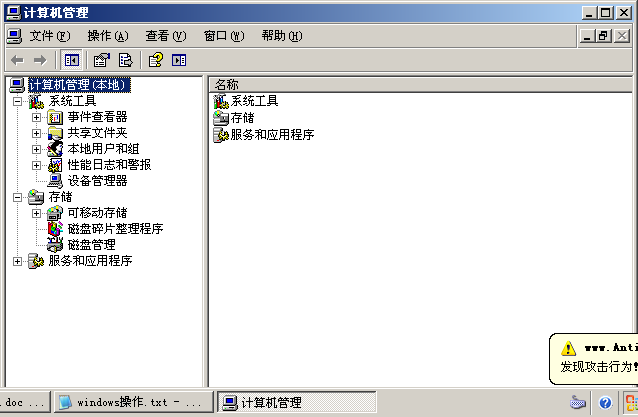 计算机管理
文件(F) 操作(A) 查看(V) 窗口(W) 帮助(H)
计算机管理(本地)
系统工具
事件查看器
共享文件夹
本地用户和组
性能日志和警报
设备管理器
存储
可移动存储
磁盘碎片整理程序
磁盘管理
服务和应用程序
名称
系统工具
存储
服务和应用程序
www.Anti
发现攻击行为!
.doc ... windows操作.txt - ... 计算机管理